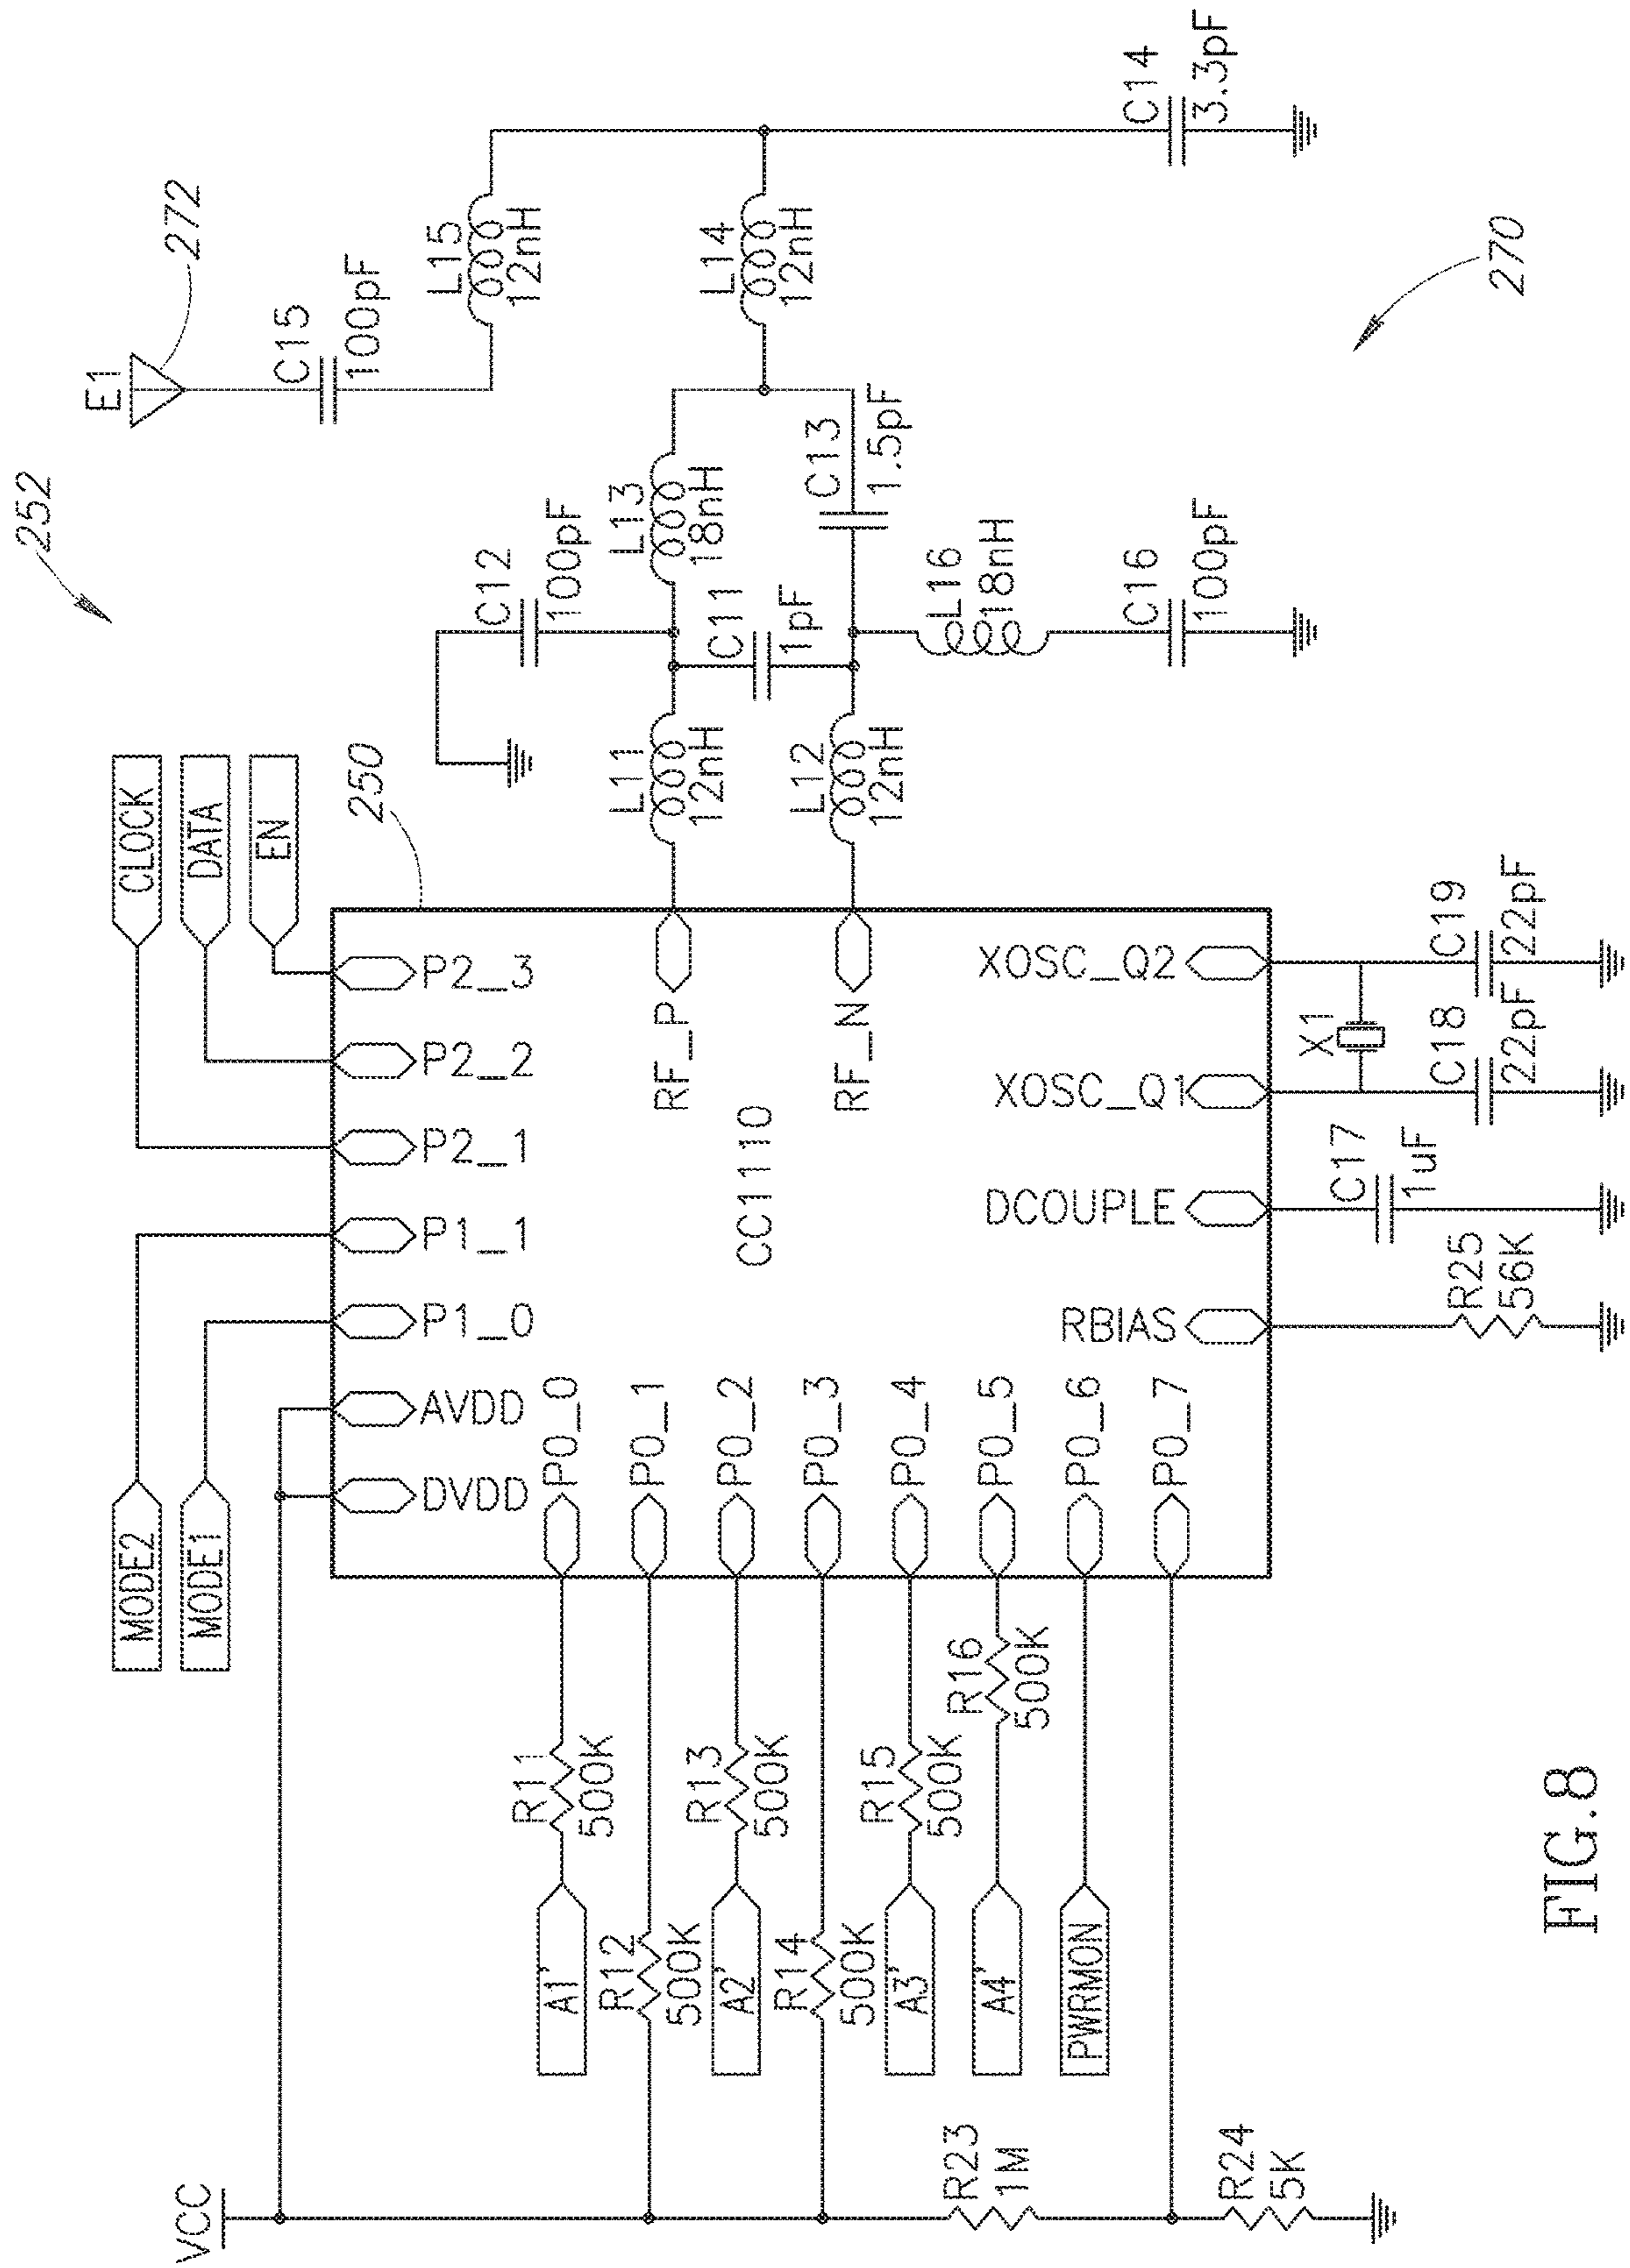 252
272
E1
C15
100pF
L15
12nH
L14
12nH
C14
3.3pF
270
CLOCK
DATA
EN
250
C12
100pF
L13
18nH
C11
1pF
C13
1.5pF
L11
12nH
L12
12nH
L16
18nH
C16
100pF
MODE2
MODE1
VCC
DVDD
AVDD
P1_0
P1_1
P2_1
P2_2
P2_3
RF_P
RF_N
CC1110
XOSC_Q2
XOSC_Q1
DCOUPLE
RBIAS
P0_0
P0_1
P0_2
P0_3
P0_4
P0_5
P0_6
P0_7
X1
C19
22pF
C18
22pF
C17
1uF
R25
56K
R11
500K
A1'
R12
500K
R13
500K
A2'
R14
500K
R15
500K
A3'
R16
500K
A4'
PWRMON
R23
1M
R24
5K
FIG.8